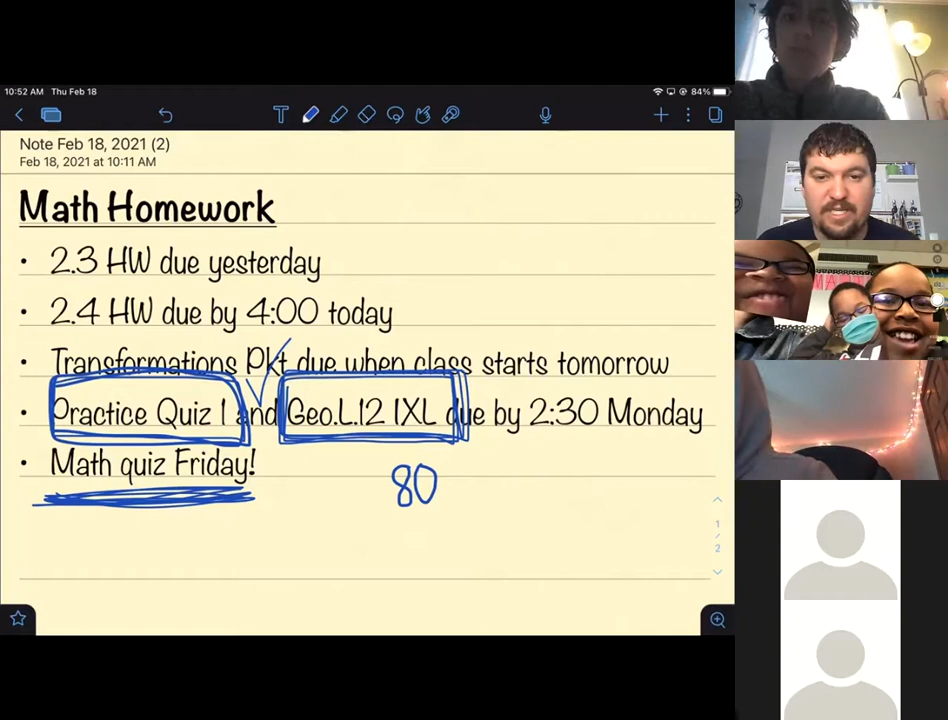 10:52 AM Thu Feb 18
84%
T
Note Feb 18, 2021 (2)
Feb 18, 2021 at 10:11 AM
Math Homework
• 2.3 HW due yesterday
• 2.4 HW due by 4:00 today
• Transformations Pkt due when class starts tomorrow
• Practice Quiz 1 and Geo.L.12 IXL due by 2:30 Monday
• Math quiz Friday!
80
1
/
2